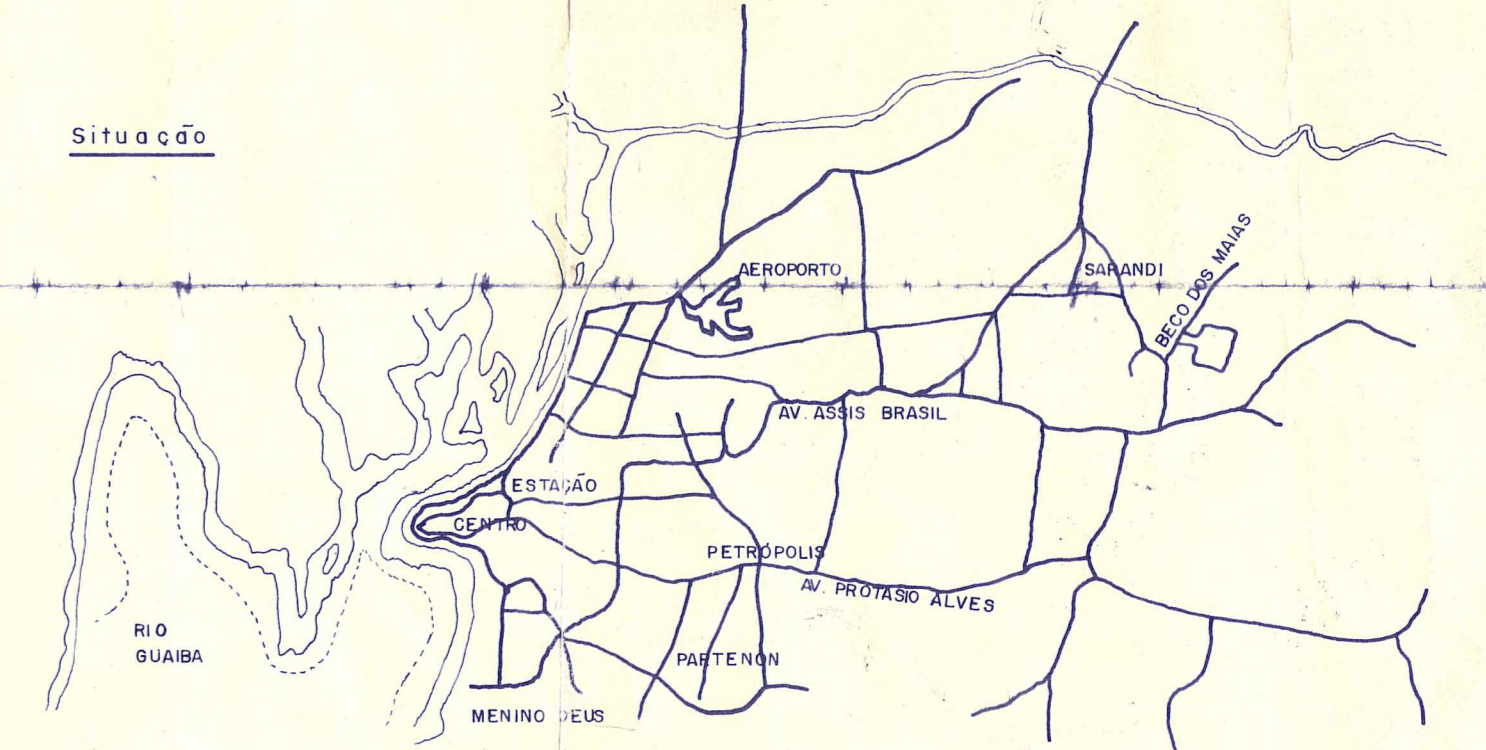 Situação
AEROPORTO
SARANDI
BECO DOS MAIAS
AV. ASSIS BRASIL
ESTAÇÃO
CENTRO
PETRÓPOLIS
AV. PROTASIO ALVES
RIO
GUAIBA
PARTENON
MENINO DEUS